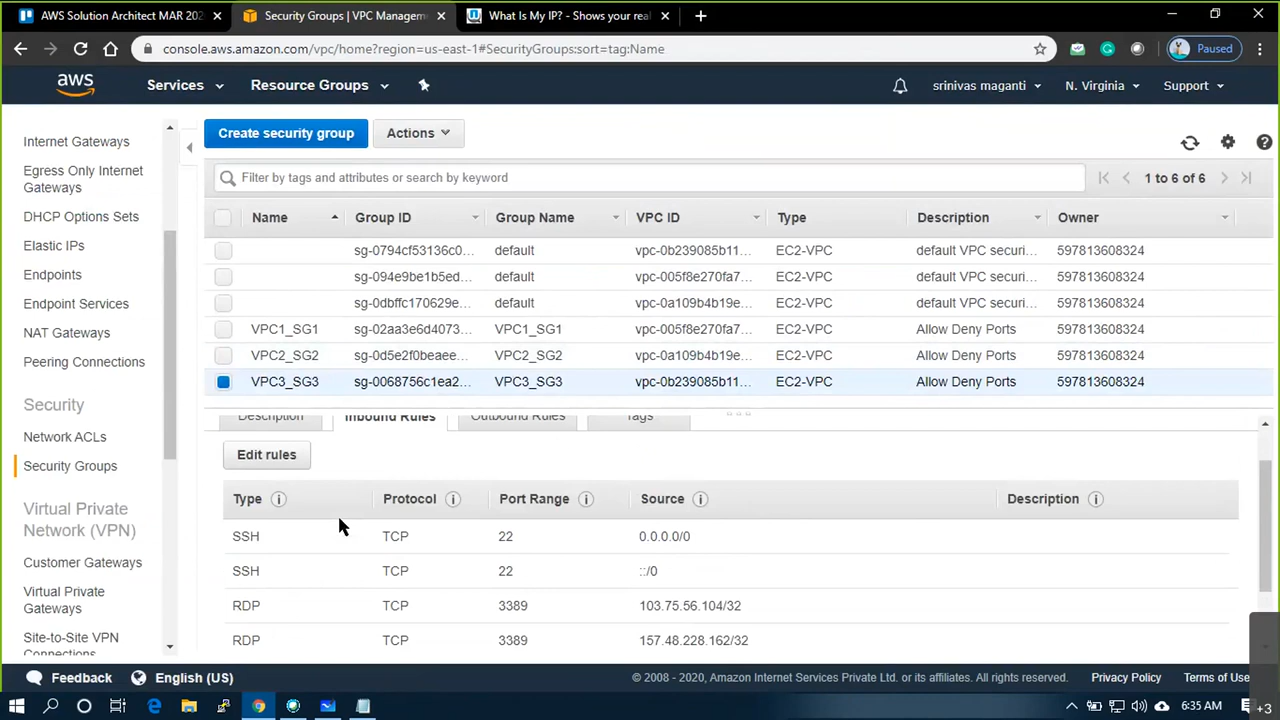 AWS Solution Architect MAR 202
Security Groups | VPC Managem
What Is My IP? - Shows your real
console.aws.amazon.com/vpc/home?region=us-east-1#SecurityGroups:sort=tag:Name
Paused
aws
Services
Resource Groups
srinivas maganti
N. Virginia
Support
Internet Gateways
Egress Only Internet
Gateways
DHCP Options Sets
Elastic IPs
Endpoints
Endpoint Services
NAT Gateways
Peering Connections
Security
Network ACLs
Security Groups
Virtual Private
Network (VPN)
Customer Gateways
Virtual Private
Gateways
Site-to-Site VPN
Connections
Create security group
Actions
Filter by tags and attributes or search by keyword
1 to 6 of 6
Name Group ID Group Name VPC ID Type Description Owner
sg-0794cf53136c0... default vpc-0b239085b11... EC2-VPC default VPC securi... 597813608324
sg-094e9be1b5ed... default vpc-005f8e270fa7... EC2-VPC default VPC securi... 597813608324
sg-0dbffc170629e... default vpc-0a109b4b19e... EC2-VPC default VPC securi... 597813608324
VPC1_SG1 sg-02aa3e6d4073... VPC1_SG1 vpc-005f8e270fa7... EC2-VPC Allow Deny Ports 597813608324
VPC2_SG2 sg-0d5e2f0beaee... VPC2_SG2 vpc-0a109b4b19e... EC2-VPC Allow Deny Ports 597813608324
VPC3_SG3 sg-0068756c1ea2... VPC3_SG3 vpc-0b239085b11... EC2-VPC Allow Deny Ports 597813608324
Description Inbound Rules Outbound Rules Tags
Edit rules
Type Protocol Port Range Source Description
SSH TCP 22 0.0.0.0/0
SSH TCP 22 ::/0
RDP TCP 3389 103.75.56.104/32
RDP TCP 3389 157.48.228.162/32
Feedback
English (US)
© 2008 - 2020, Amazon Internet Services Private Ltd. or its affiliates. All rights reserved.
Privacy Policy
Terms of Use
6:35 AM
+3